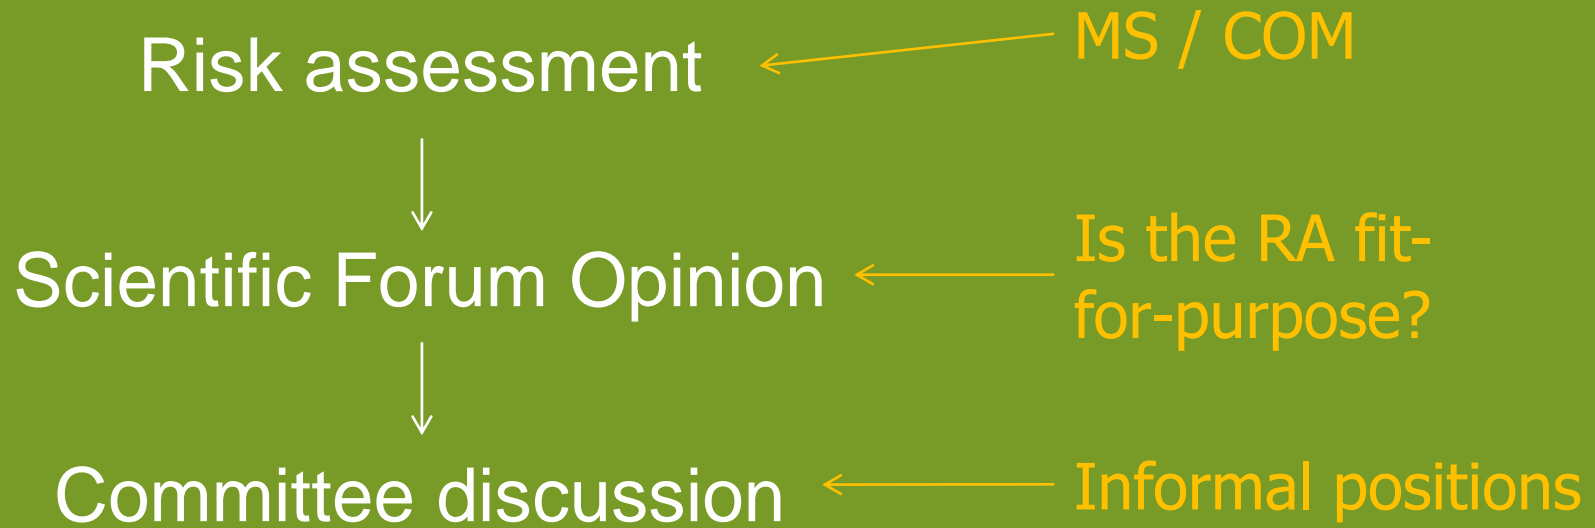 Risk assessment
MS / COM
Scientific Forum Opinion
Is the RA fit-
for-purpose?
Committee discussion
Informal positions